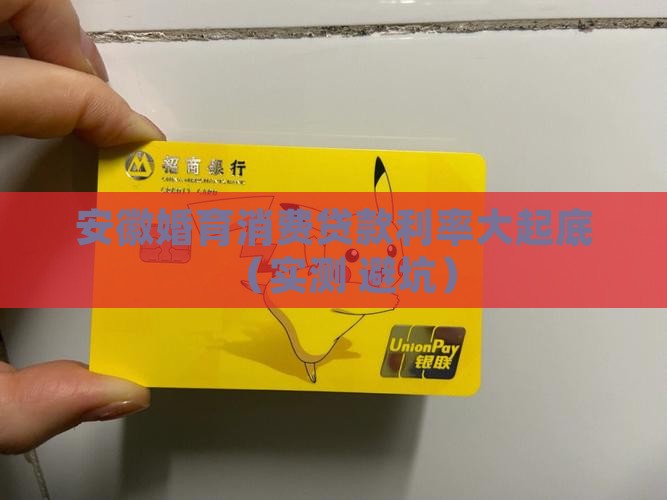 招商银行
安徽婚育消费贷款利率大起底
（实测 避坑）
UnionPay
银联